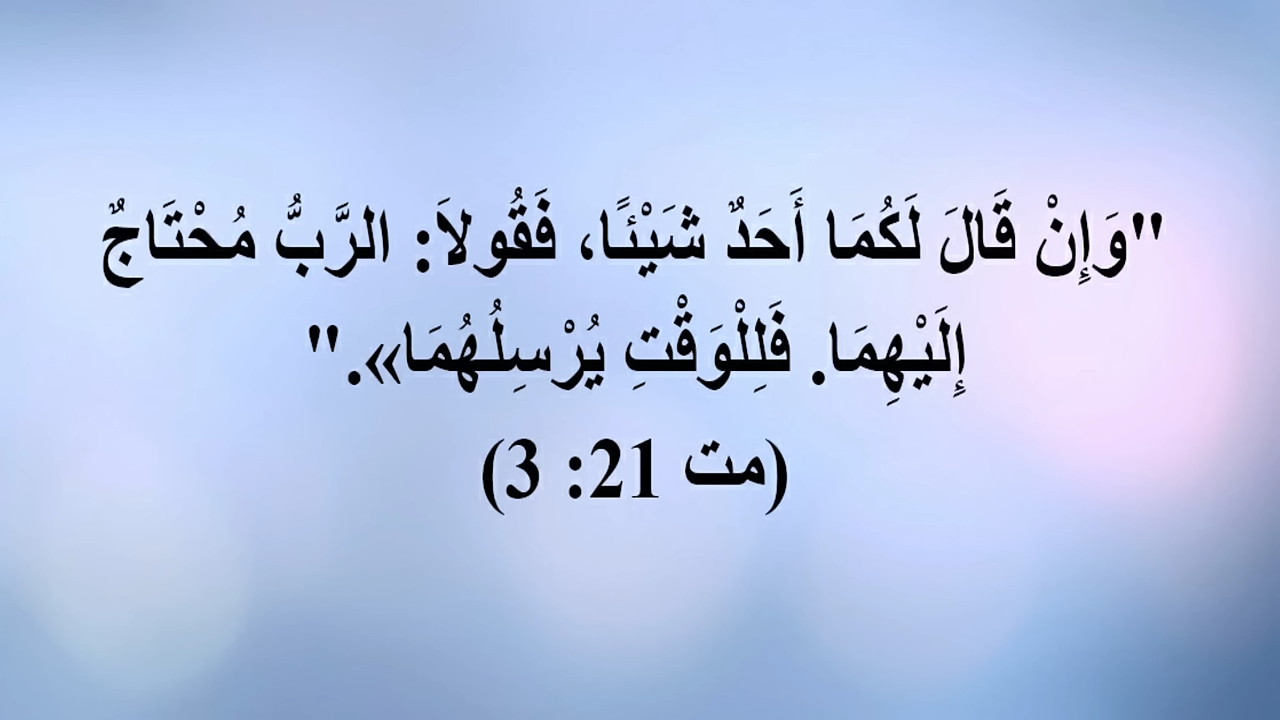 "وَإِنْ قَالَ لَكُمَا أَحَدٌ شَيْئًا، فَقُولاَ: الرَّبُّ مُحْتَاجٌ
إِلَيْهِمَا. فَلِلْوَقْتِ يُرْسِلُهُمَا»."
(مت 21: 3)